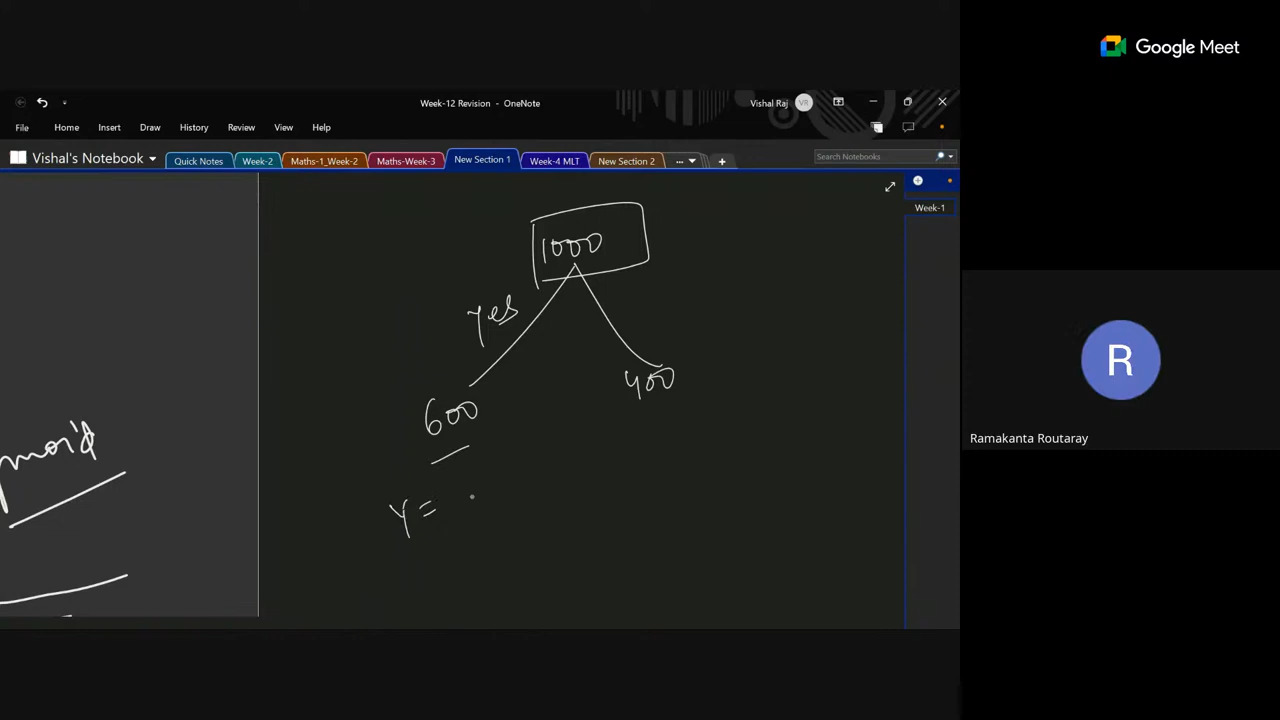 Google Meet
Week-12 Revision - OneNote
Vishal Raj
VR
File
Home
Insert
Draw
History
Review
View
Help
Vishal's Notebook
Quick Notes
Week-2
Maths-1_Week-2
Maths-Week-3
New Section 1
Week-4 MLT
New Section 2
...
Search Notebooks
Week-1
1000
Yes
400
600
moid
Y =
R
Ramakanta Routaray